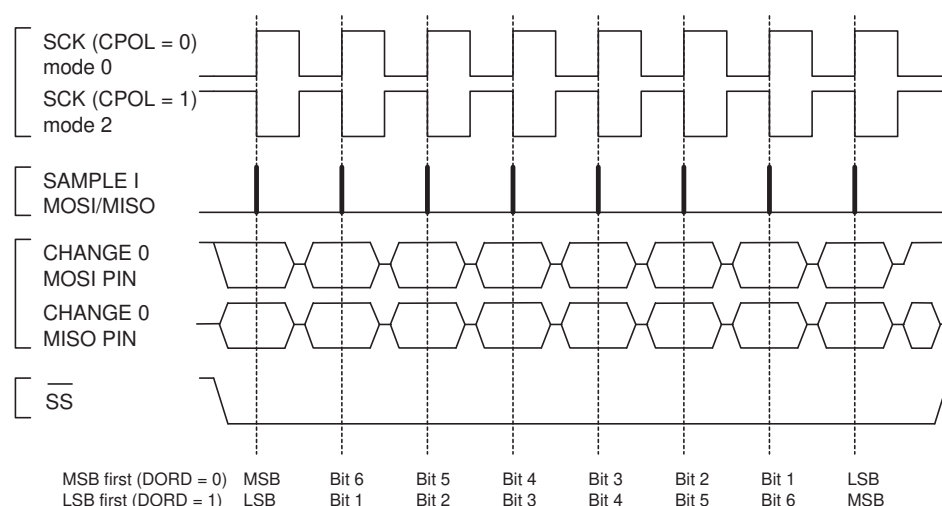 SCK (CPOL = 0)
mode 0
SCK (CPOL = 1)
mode 2
SAMPLE I
MOSI/MISO
CHANGE 0
MOSI PIN
CHANGE 0
MISO PIN
SS
MSB first (DORD = 0) MSB Bit 6 Bit 5 Bit 4 Bit 3 Bit 2 Bit 1 LSB
LSB first (DORD = 1) LSB Bit 1 Bit 2 Bit 3 Bit 4 Bit 5 Bit 6 MSB